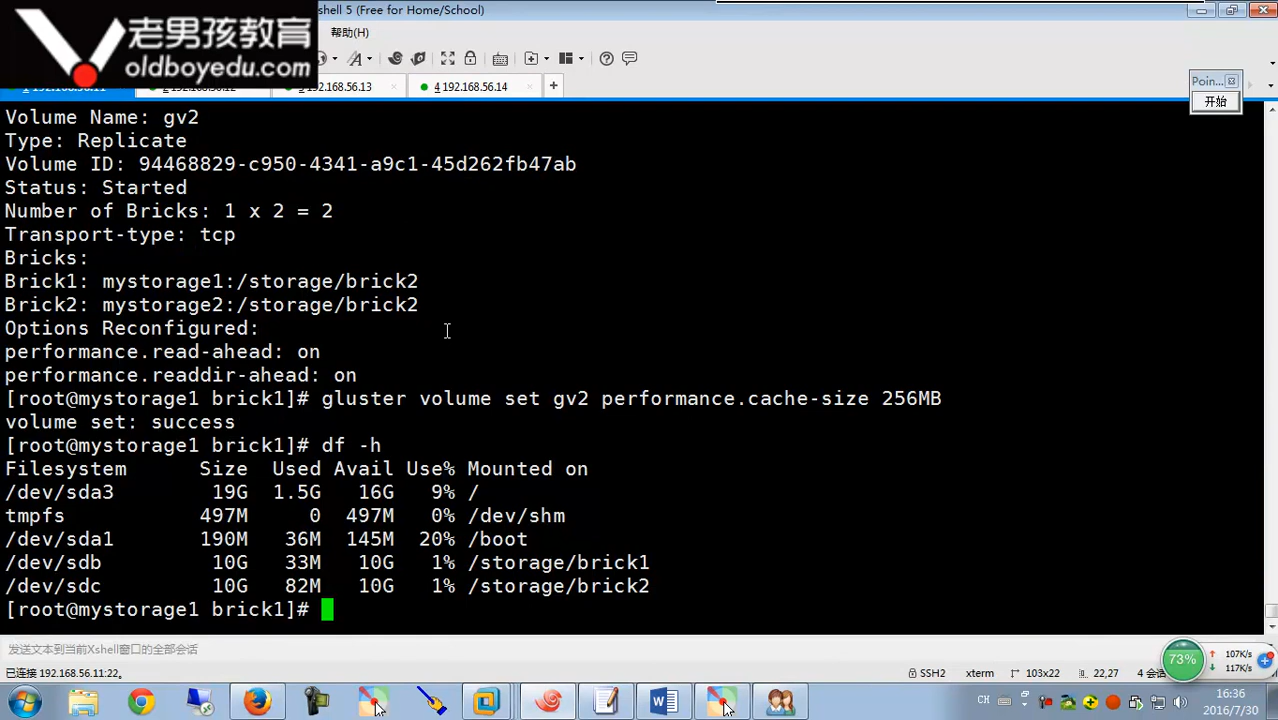 shell 5 (Free for Home/School)
老男孩教育
oldboyedu.com
帮助(H)
192.168.56.13
4 192.168.56.14
Poin...
开始
Volume Name: gv2
Type: Replicate
Volume ID: 94468829-c950-4341-a9c1-45d262fb47ab
Status: Started
Number of Bricks: 1 x 2 = 2
Transport-type: tcp
Bricks:
Brick1: mystorage1:/storage/brick2
Brick2: mystorage2:/storage/brick2
Options Reconfigured:
performance.read-ahead: on
performance.readdir-ahead: on
[root@mystorage1 brick1]# gluster volume set gv2 performance.cache-size 256MB
volume set: success
[root@mystorage1 brick1]# df -h
Filesystem Size Used Avail Use% Mounted on
/dev/sda3 19G 1.5G 16G 9% /
tmpfs 497M 0 497M 0% /dev/shm
/dev/sda1 190M 36M 145M 20% /boot
/dev/sdb 10G 33M 10G 1% /storage/brick1
/dev/sdc 10G 82M 10G 1% /storage/brick2
[root@mystorage1 brick1]#
发送文本到当前Xshell窗口的全部会话
已连接 192.168.56.11:22。
SSH2 xterm 103x22 22,27 4 会
73%
107K/s
117K/s
CH
16:36
2016/7/30